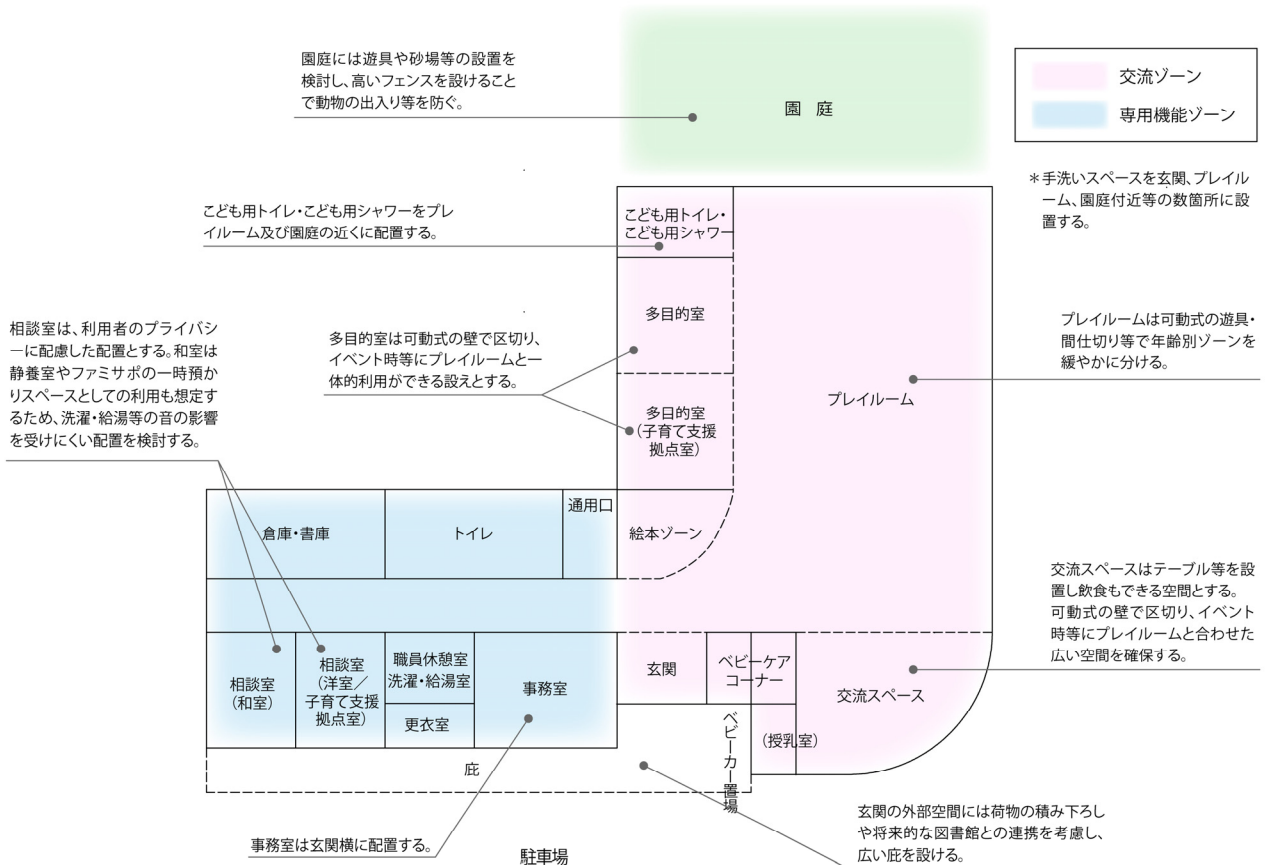 園庭には遊具や砂場等の設置を
検討し、高いフェンスを設けること
で動物の出入り等を防ぐ。
園 庭
交流ゾーン
専用機能ゾーン
＊手洗いスペースを玄関、プレイル
ーム、園庭付近等の数箇所に設
置する。
こども用トイレ・こども用シャワーをプレ
イルーム及び園庭の近くに配置する。
こども用トイレ・
こども用シャワー
相談室は、利用者のプライバシ
ーに配慮した配置とする。和室は
静養室やファミサポの一時預か
りスペースとしての利用も想定す
るため、洗濯・給湯等の音の影響
を受けにくい配置を検討する。
多目的室は可動式の壁で区切り、
イベント時等にプレイルームと一
体的利用ができる設えとする。
多目的室
多目的室
（子育て支援
拠点室）
プレイルーム
プレイルームは可動式の遊具・
間仕切り等で年齢別ゾーンを
緩やかに分ける。
倉庫・書庫
トイレ
通用口
絵本ゾーン
交流スペースはテーブル等を設
置し飲食もできる空間とする。
可動式の壁で区切り、イベント
時等にプレイルームと合わせた
広い空間を確保する。
相談室
（和室）
相談室
（洋室／
子育て支援
拠点室）
職員休憩室
洗濯・給湯室
更衣室
事務室
玄関
ベビーケア
コーナー
（授乳室）
交流スペース
ベビーカー置場
庇
事務室は玄関横に配置する。
駐車場
玄関の外部空間には荷物の積み下ろし
や将来的な図書館との連携を考慮し、
広い庇を設ける。